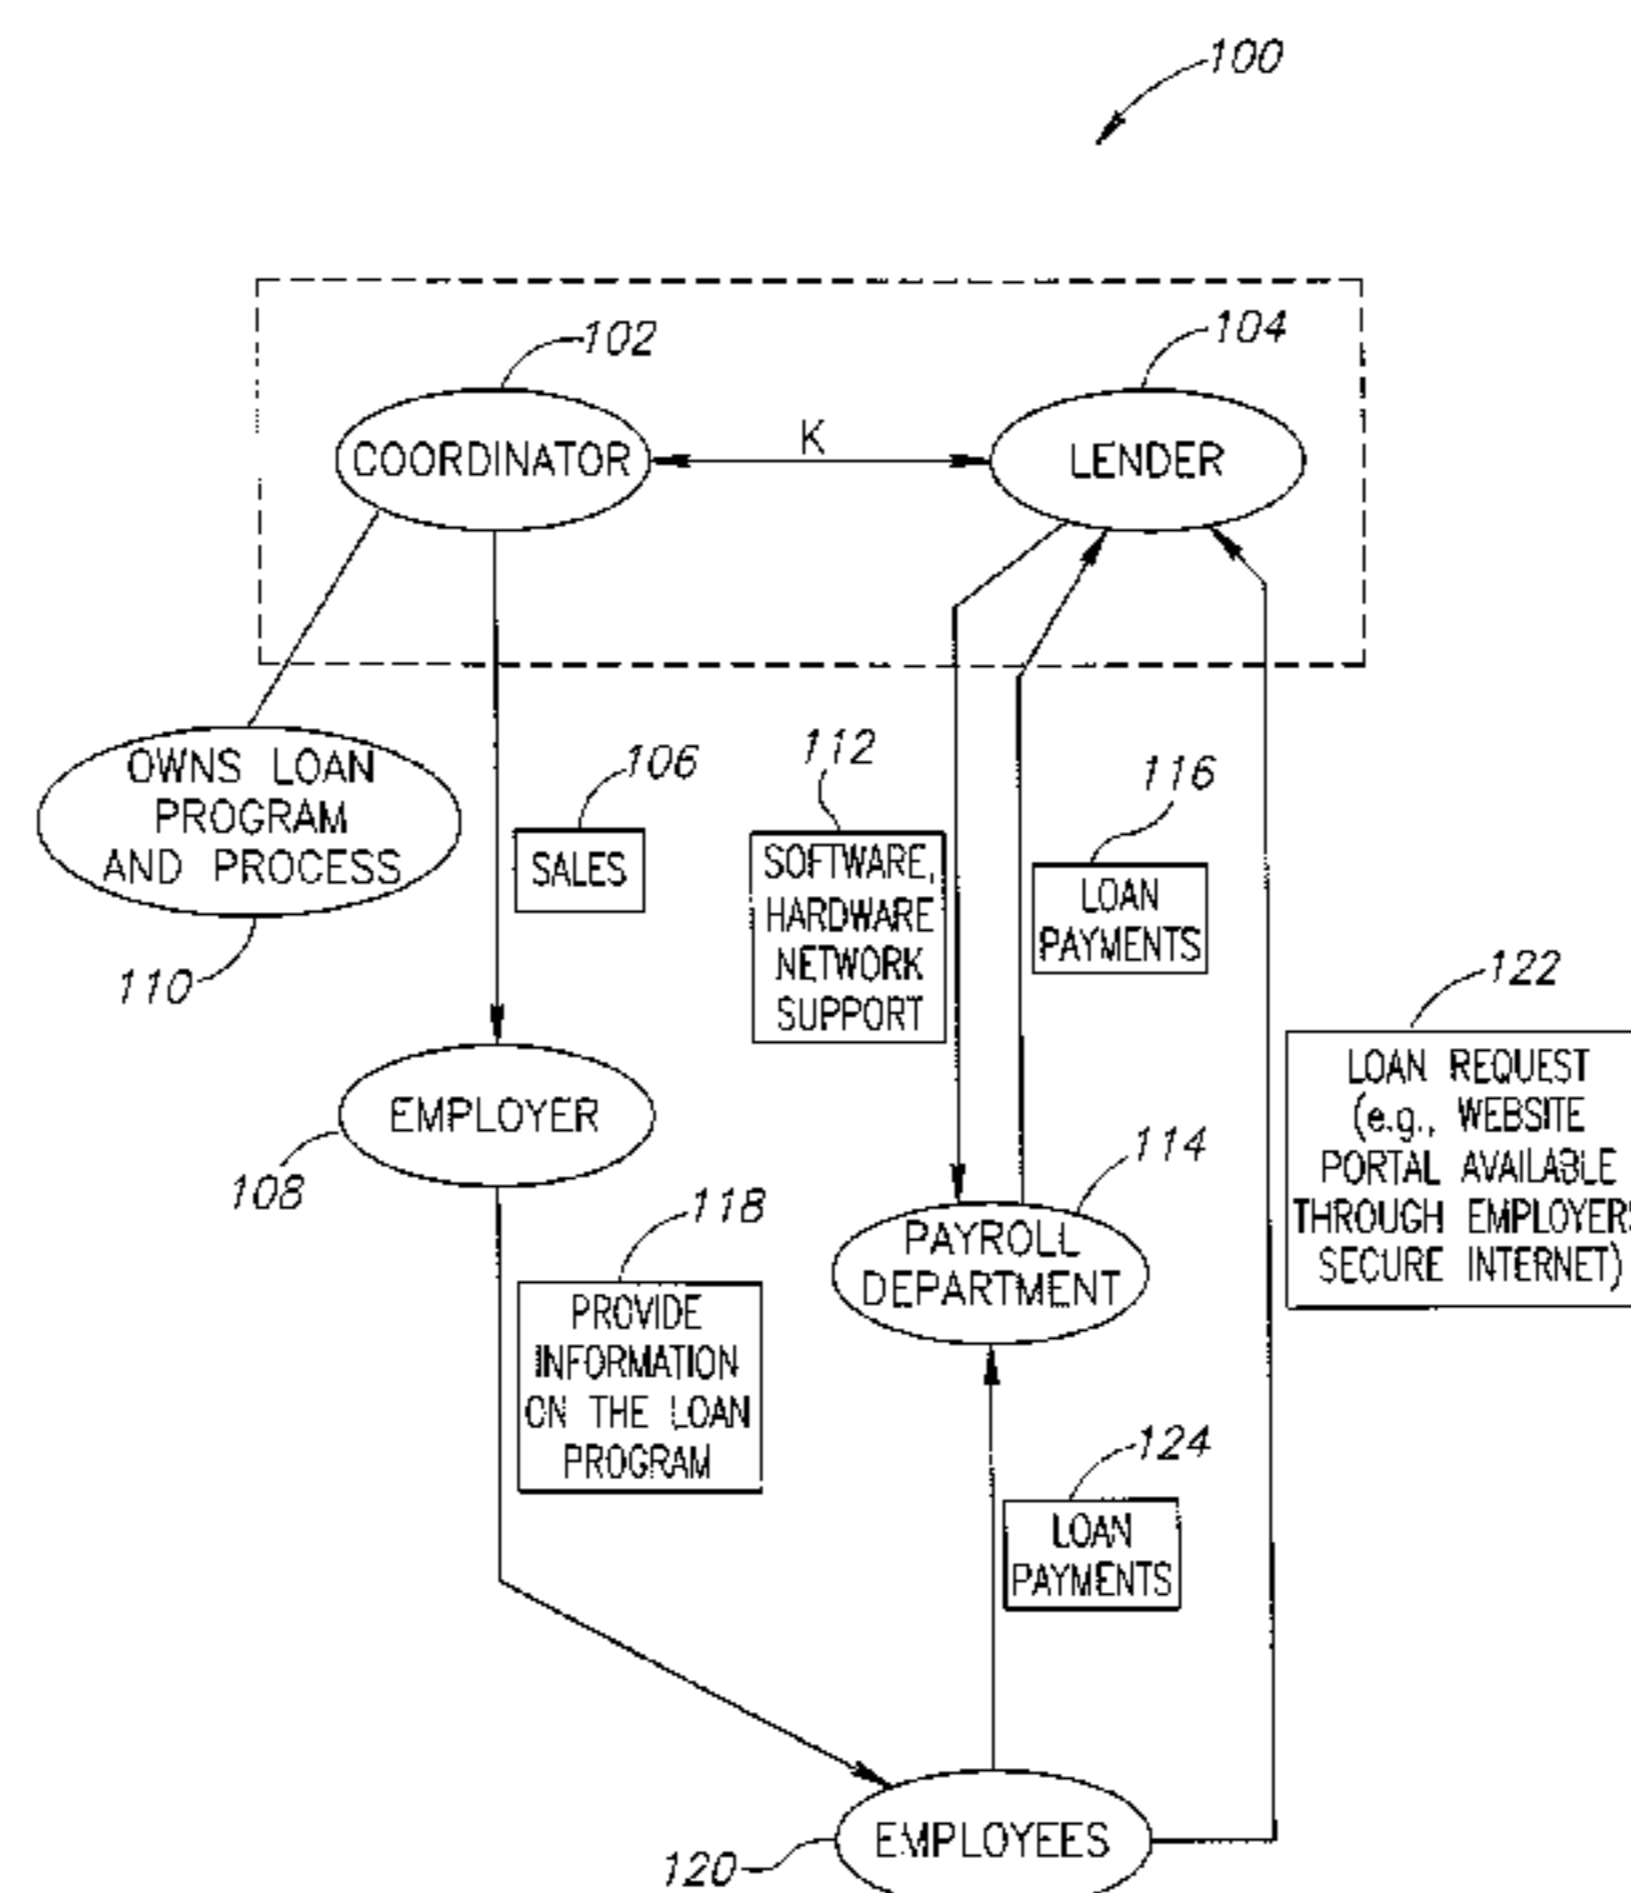 100
102
104
COORDINATOR
K
LENDER
OWNS LOAN
PROGRAM
AND PROCESS
110
106
SALES
112
SOFTWARE,
HARDWARE
NETWORK
SUPPORT
116
LOAN
PAYMENTS
122
LOAN REQUEST
(e.g., WEBSITE
PORTAL AVAILABLE
THROUGH EMPLOYERS
SECURE INTERNET)
EMPLOYER
108
114
PAYROLL
DEPARTMENT
118
PROVIDE
INFORMATION
ON THE LOAN
PROGRAM
124
LOAN
PAYMENTS
EMPLOYEES
120